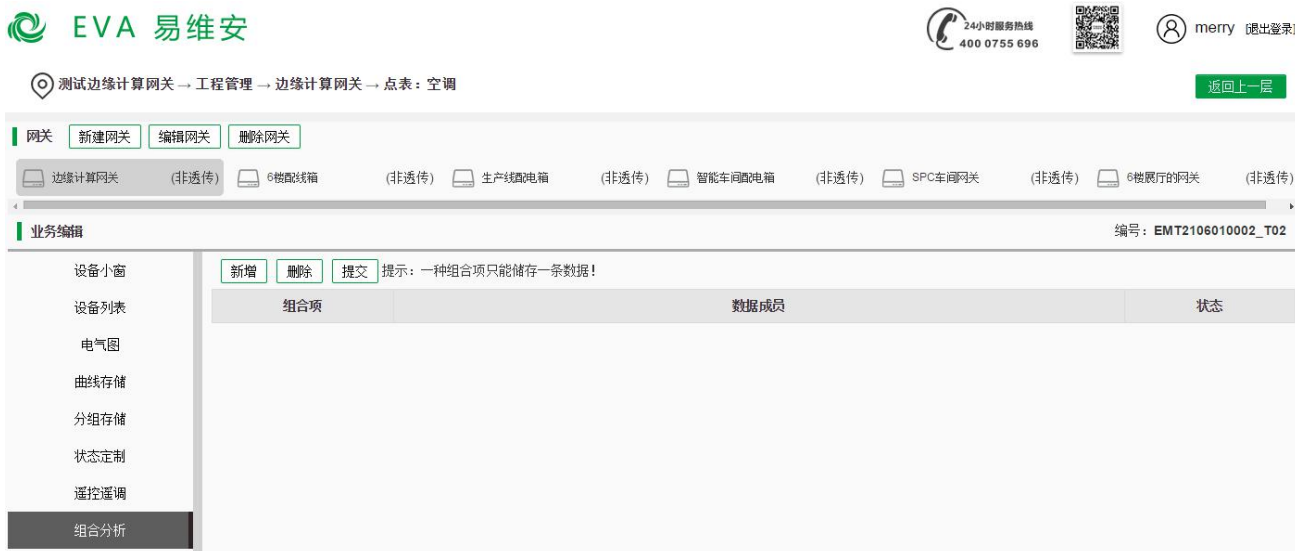 EVA 易维安
24小时服务热线
400 0755 696
merry [退出登录]
测试边缘计算网关→工程管理→边缘计算网关→点表：空调
返回上一层
网关 新建网关 编辑网关 删除网关
边缘计算网关 (非透传) 6楼配线箱 (非透传) 生产线配电箱 (非透传) 智能车间配电箱 (非透传) SPC车间网关 (非透传) 6楼展厅的网关 (非透传)
业务编辑 编号：EMT2106010002_T02
设备小窗
新增 删除 提交 提示：一种组合项只能储存一条数据！
组合项 数据成员 状态
设备列表
电气图
曲线存储
分组存储
状态定制
遥控遥调
组合分析